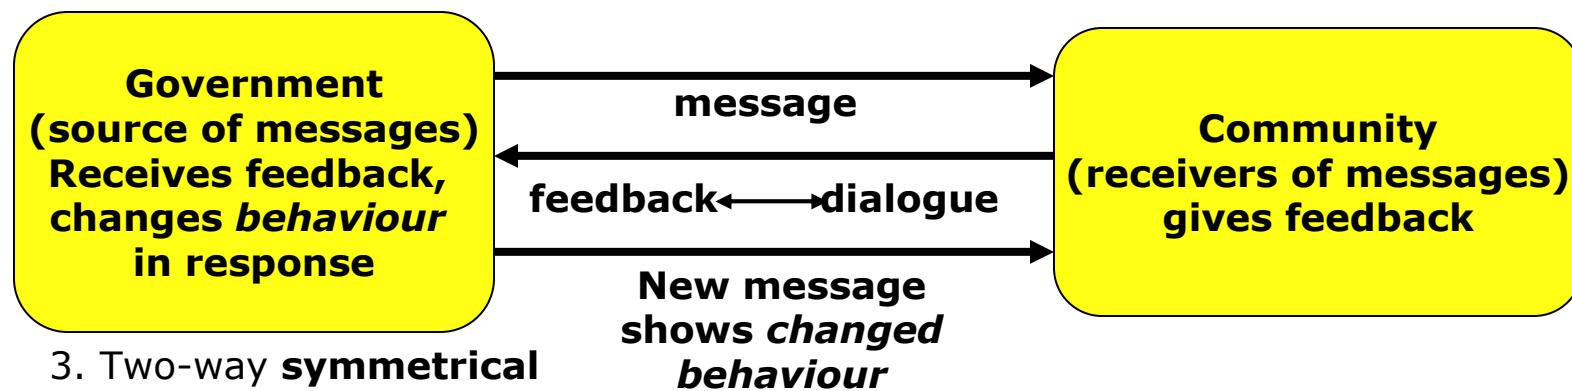 Government
(source of messages)
Receives feedback,
changes behaviour
in response
message
feedback dialogue
New message
shows changed
behaviour
Community
(receivers of messages)
gives feedback
3. Two-way symmetrical